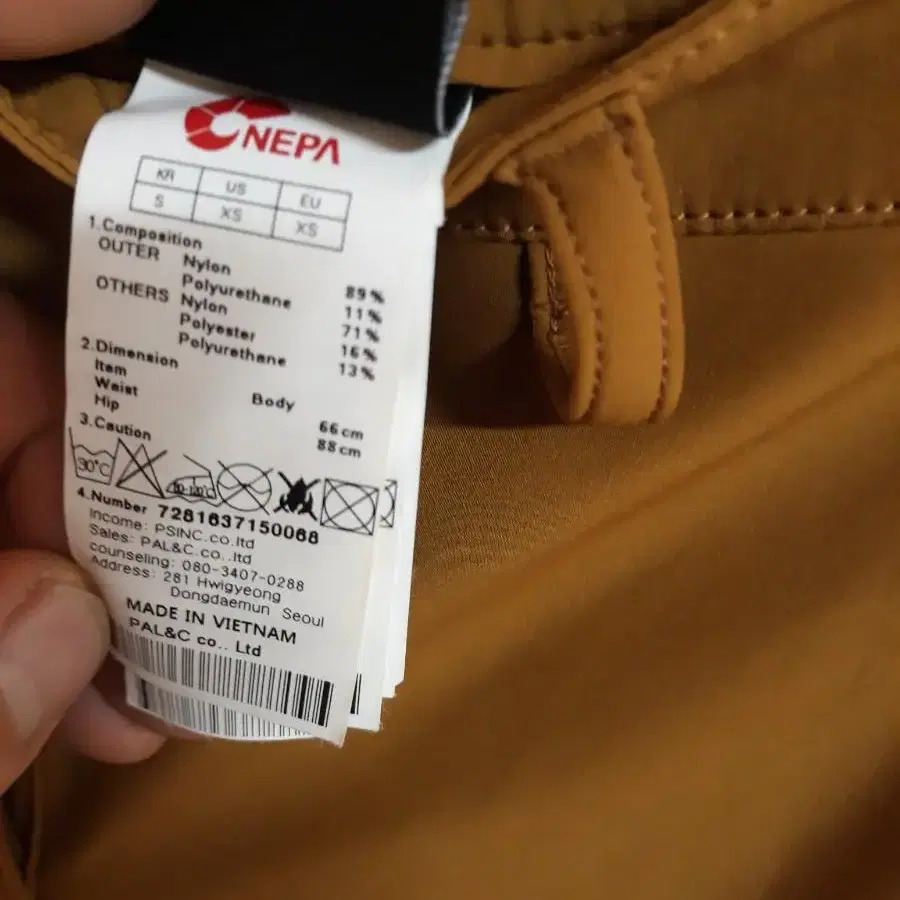 NEPA
KR US EU
S XS XS
1.Composition
OUTER Nylon 89%
Polyurethane 11%
OTHERS Nylon 71%
Polyester 16%
Polyurethane 13%
2.Dimension
Item Body
Waist 66cm
Hip 88cm
3.Caution
30°C 80-120°C
4.Number 7281637150068
Income: PSINC.co.ltd
Sales: PAL&C.co..ltd
counseling: 080-3407-0288
Address: 281 Hwigyeong
Dongdaemun Seoul
MADE IN VIETNAM
PAL&C co.. Ltd